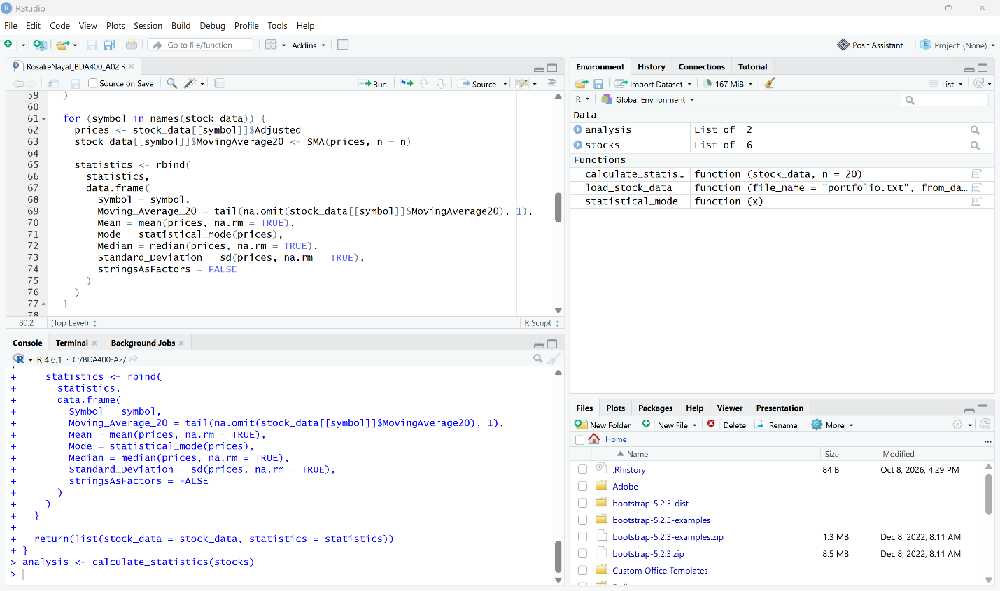 RStudio
File Edit Code View Plots Session Build Debug Profile Tools Help
Go to file/function Addins Posit Assistant Project: (None)
RosalieNayal_BDA400_A02.R
Source on Save Run Source
59 )
60
61 for (symbol in names(stock_data)) {
62 prices <- stock_data[[symbol]]$Adjusted
63 stock_data[[symbol]]$MovingAverage20 <- SMA(prices, n = n)
64
65 statistics <- rbind(
66 statistics,
67 data.frame(
68 Symbol = symbol,
69 Moving_Average_20 = tail(na.omit(stock_data[[symbol]]$MovingAverage20), 1),
70 Mean = mean(prices, na.rm = TRUE),
71 Mode = statistical_mode(prices),
72 Median = median(prices, na.rm = TRUE),
73 Standard_Deviation = sd(prices, na.rm = TRUE),
74 stringsAsFactors = FALSE
75 )
76 )
77 }
78
80:2 (Top Level) R Script
Console Terminal Background Jobs
R 4.6.1 · C:/BDA400-A2/
+ statistics <- rbind(
+ statistics,
+ data.frame(
+ Symbol = symbol,
+ Moving_Average_20 = tail(na.omit(stock_data[[symbol]]$MovingAverage20), 1),
+ Mean = mean(prices, na.rm = TRUE),
+ Mode = statistical_mode(prices),
+ Median = median(prices, na.rm = TRUE),
+ Standard_Deviation = sd(prices, na.rm = TRUE),
+ stringsAsFactors = FALSE
+ )
+ )
+ }
+
+ return(list(stock_data = stock_data, statistics = statistics))
+ }
> analysis <- calculate_statistics(stocks)
>
Environment History Connections Tutorial
Import Dataset 167 MiB List
R Global Environment
Data
analysis List of 2
stocks List of 6
Functions
calculate_statis… function (stock_data, n = 20)
load_stock_data function (file_name = "portfolio.txt", from_da…
statistical_mode function (x)
Files Plots Packages Help Viewer Presentation
New Folder New File Delete Rename More
Home ...
Name Size Modified
.Rhistory 84 B Oct 8, 2026, 4:29 PM
Adobe
bootstrap-5.2.3-dist
bootstrap-5.2.3-examples
bootstrap-5.2.3-examples.zip 1.3 MB Dec 8, 2022, 8:11 AM
bootstrap-5.2.3.zip 8.5 MB Dec 8, 2022, 8:11 AM
Custom Office Templates